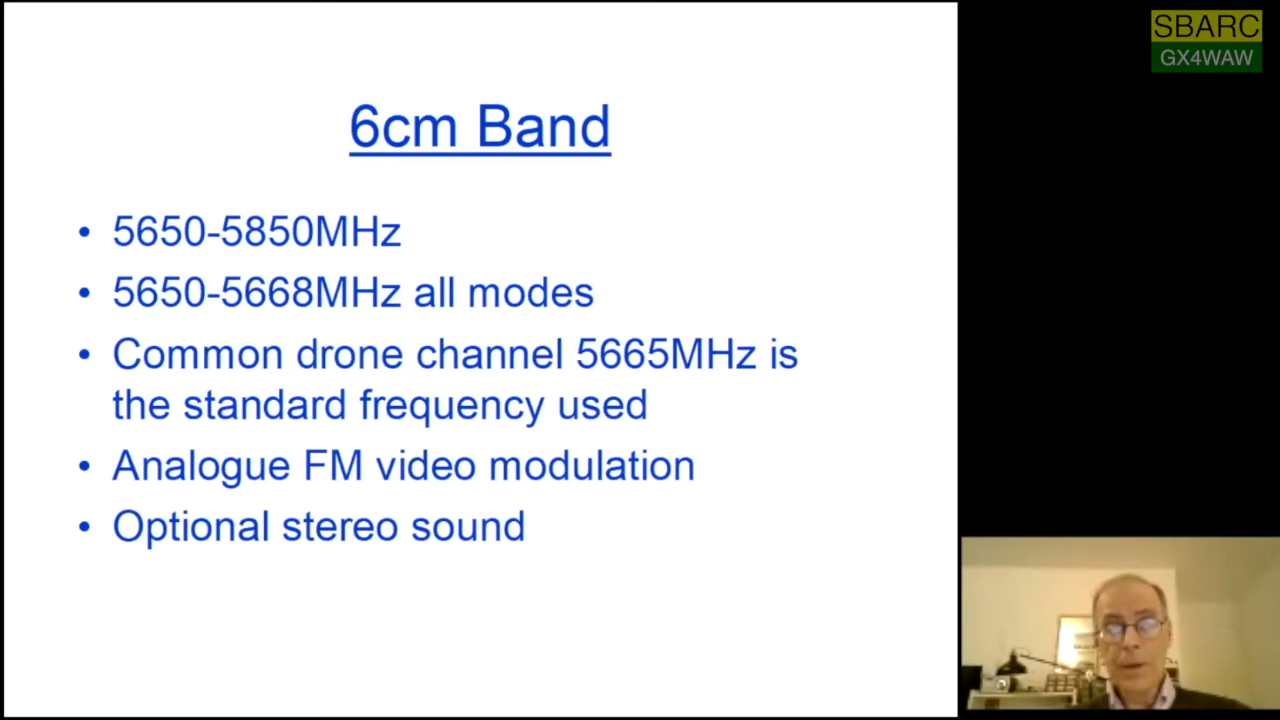 SBARC
GX4WAW
6cm Band
• 5650-5850MHz
• 5650-5668MHz all modes
• Common drone channel 5665MHz is
the standard frequency used
• Analogue FM video modulation
• Optional stereo sound